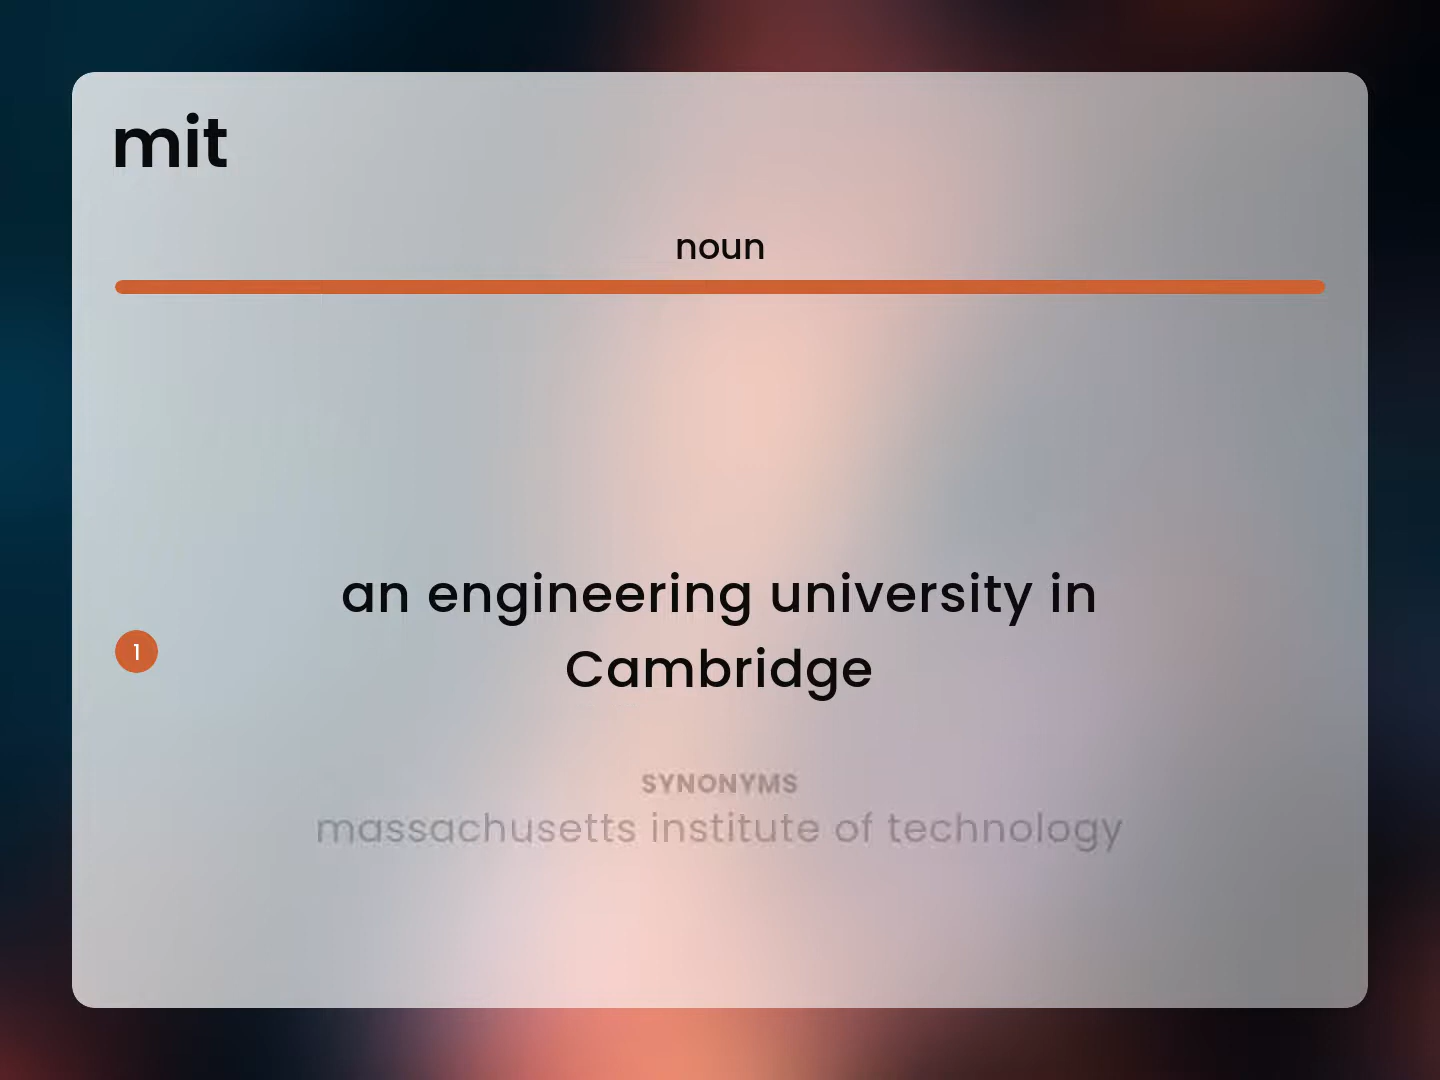 mit
noun
1
an engineering university in
Cambridge
SYNONYMS
massachusetts institute of technology